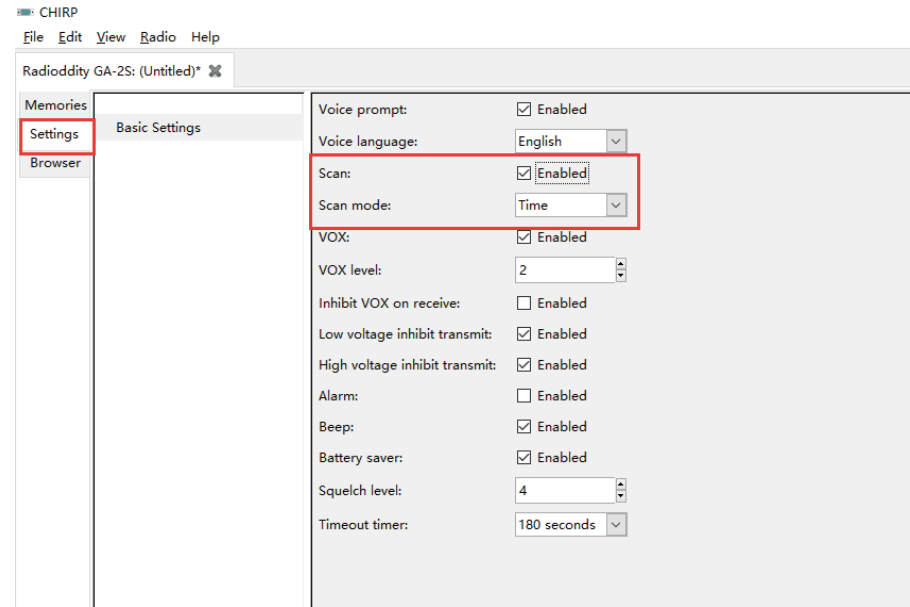 CHIRP
File Edit View Radio Help
Radioddity GA-2S: (Untitled)*
Memories
Settings
Browser
Basic Settings
Voice prompt: Enabled
Voice language: English
Scan: Enabled
Scan mode: Time
VOX: Enabled
VOX level: 2
Inhibit VOX on receive: Enabled
Low voltage inhibit transmit: Enabled
High voltage inhibit transmit: Enabled
Alarm: Enabled
Beep: Enabled
Battery saver: Enabled
Squelch level: 4
Timeout timer: 180 seconds